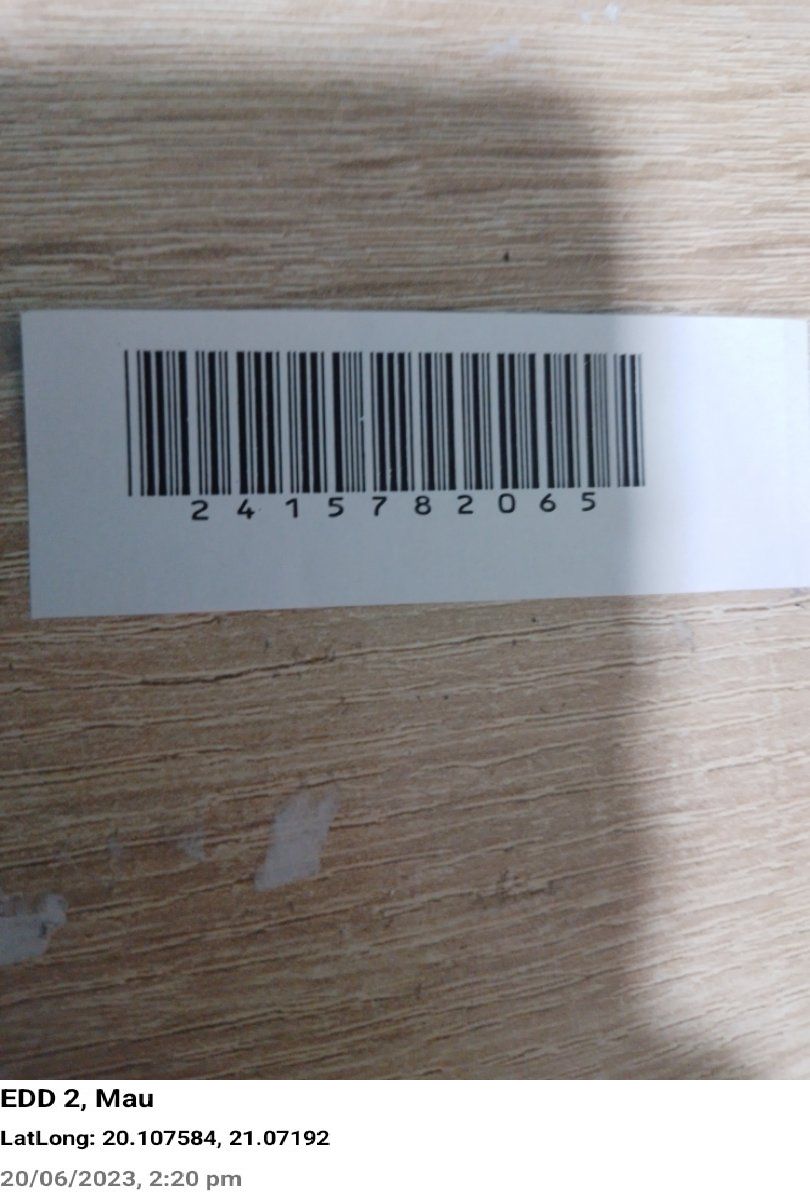 2415782065
EDD 2, Mau
LatLong: 20.107584, 21.07192
20/06/2023, 2:20 pm